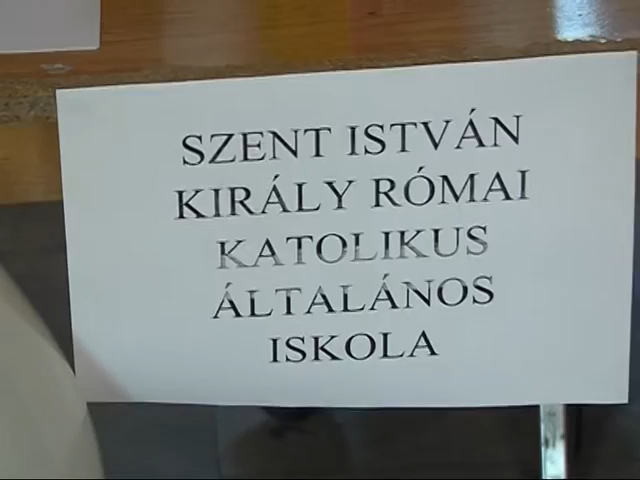 SZENT ISTVÁN
KIRÁLY RÓMAI
KATOLIKUS
ÁLTALÁNOS
ISKOLA